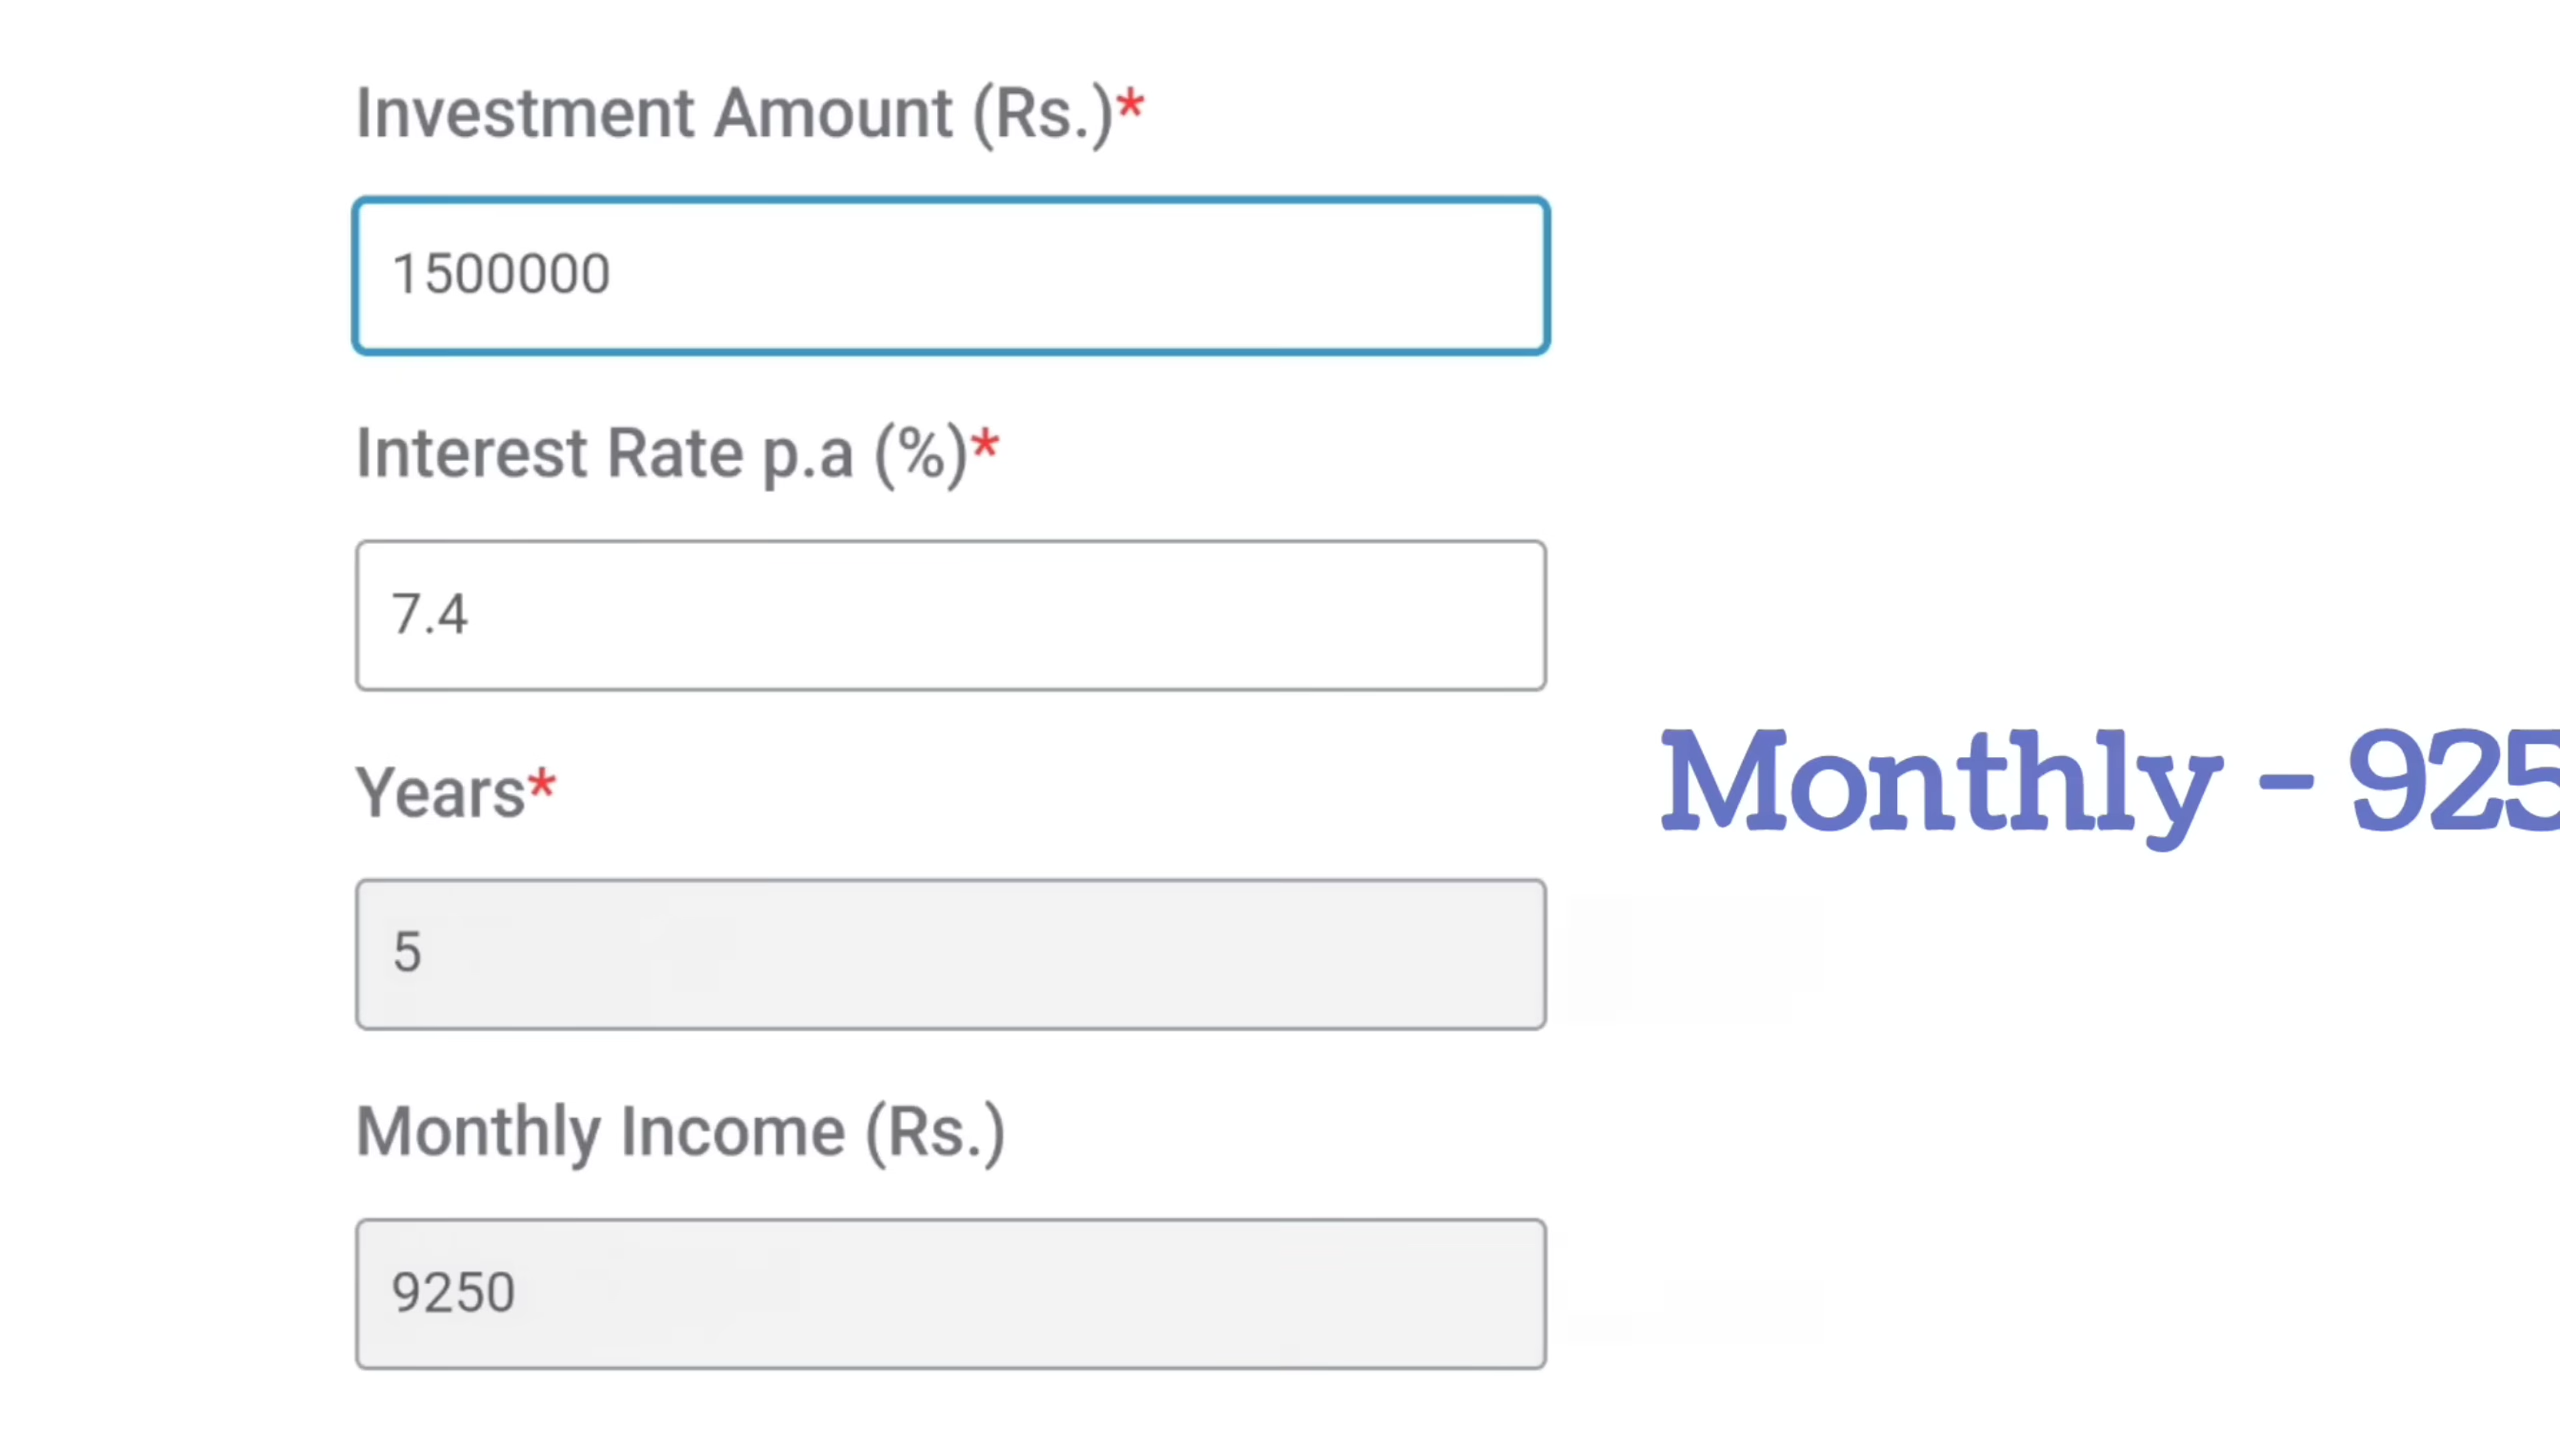 Investment Amount (Rs.)*
1500000
Interest Rate p.a (%)*
7.4
Years*
Monthly - 925
5
Monthly Income (Rs.)
9250